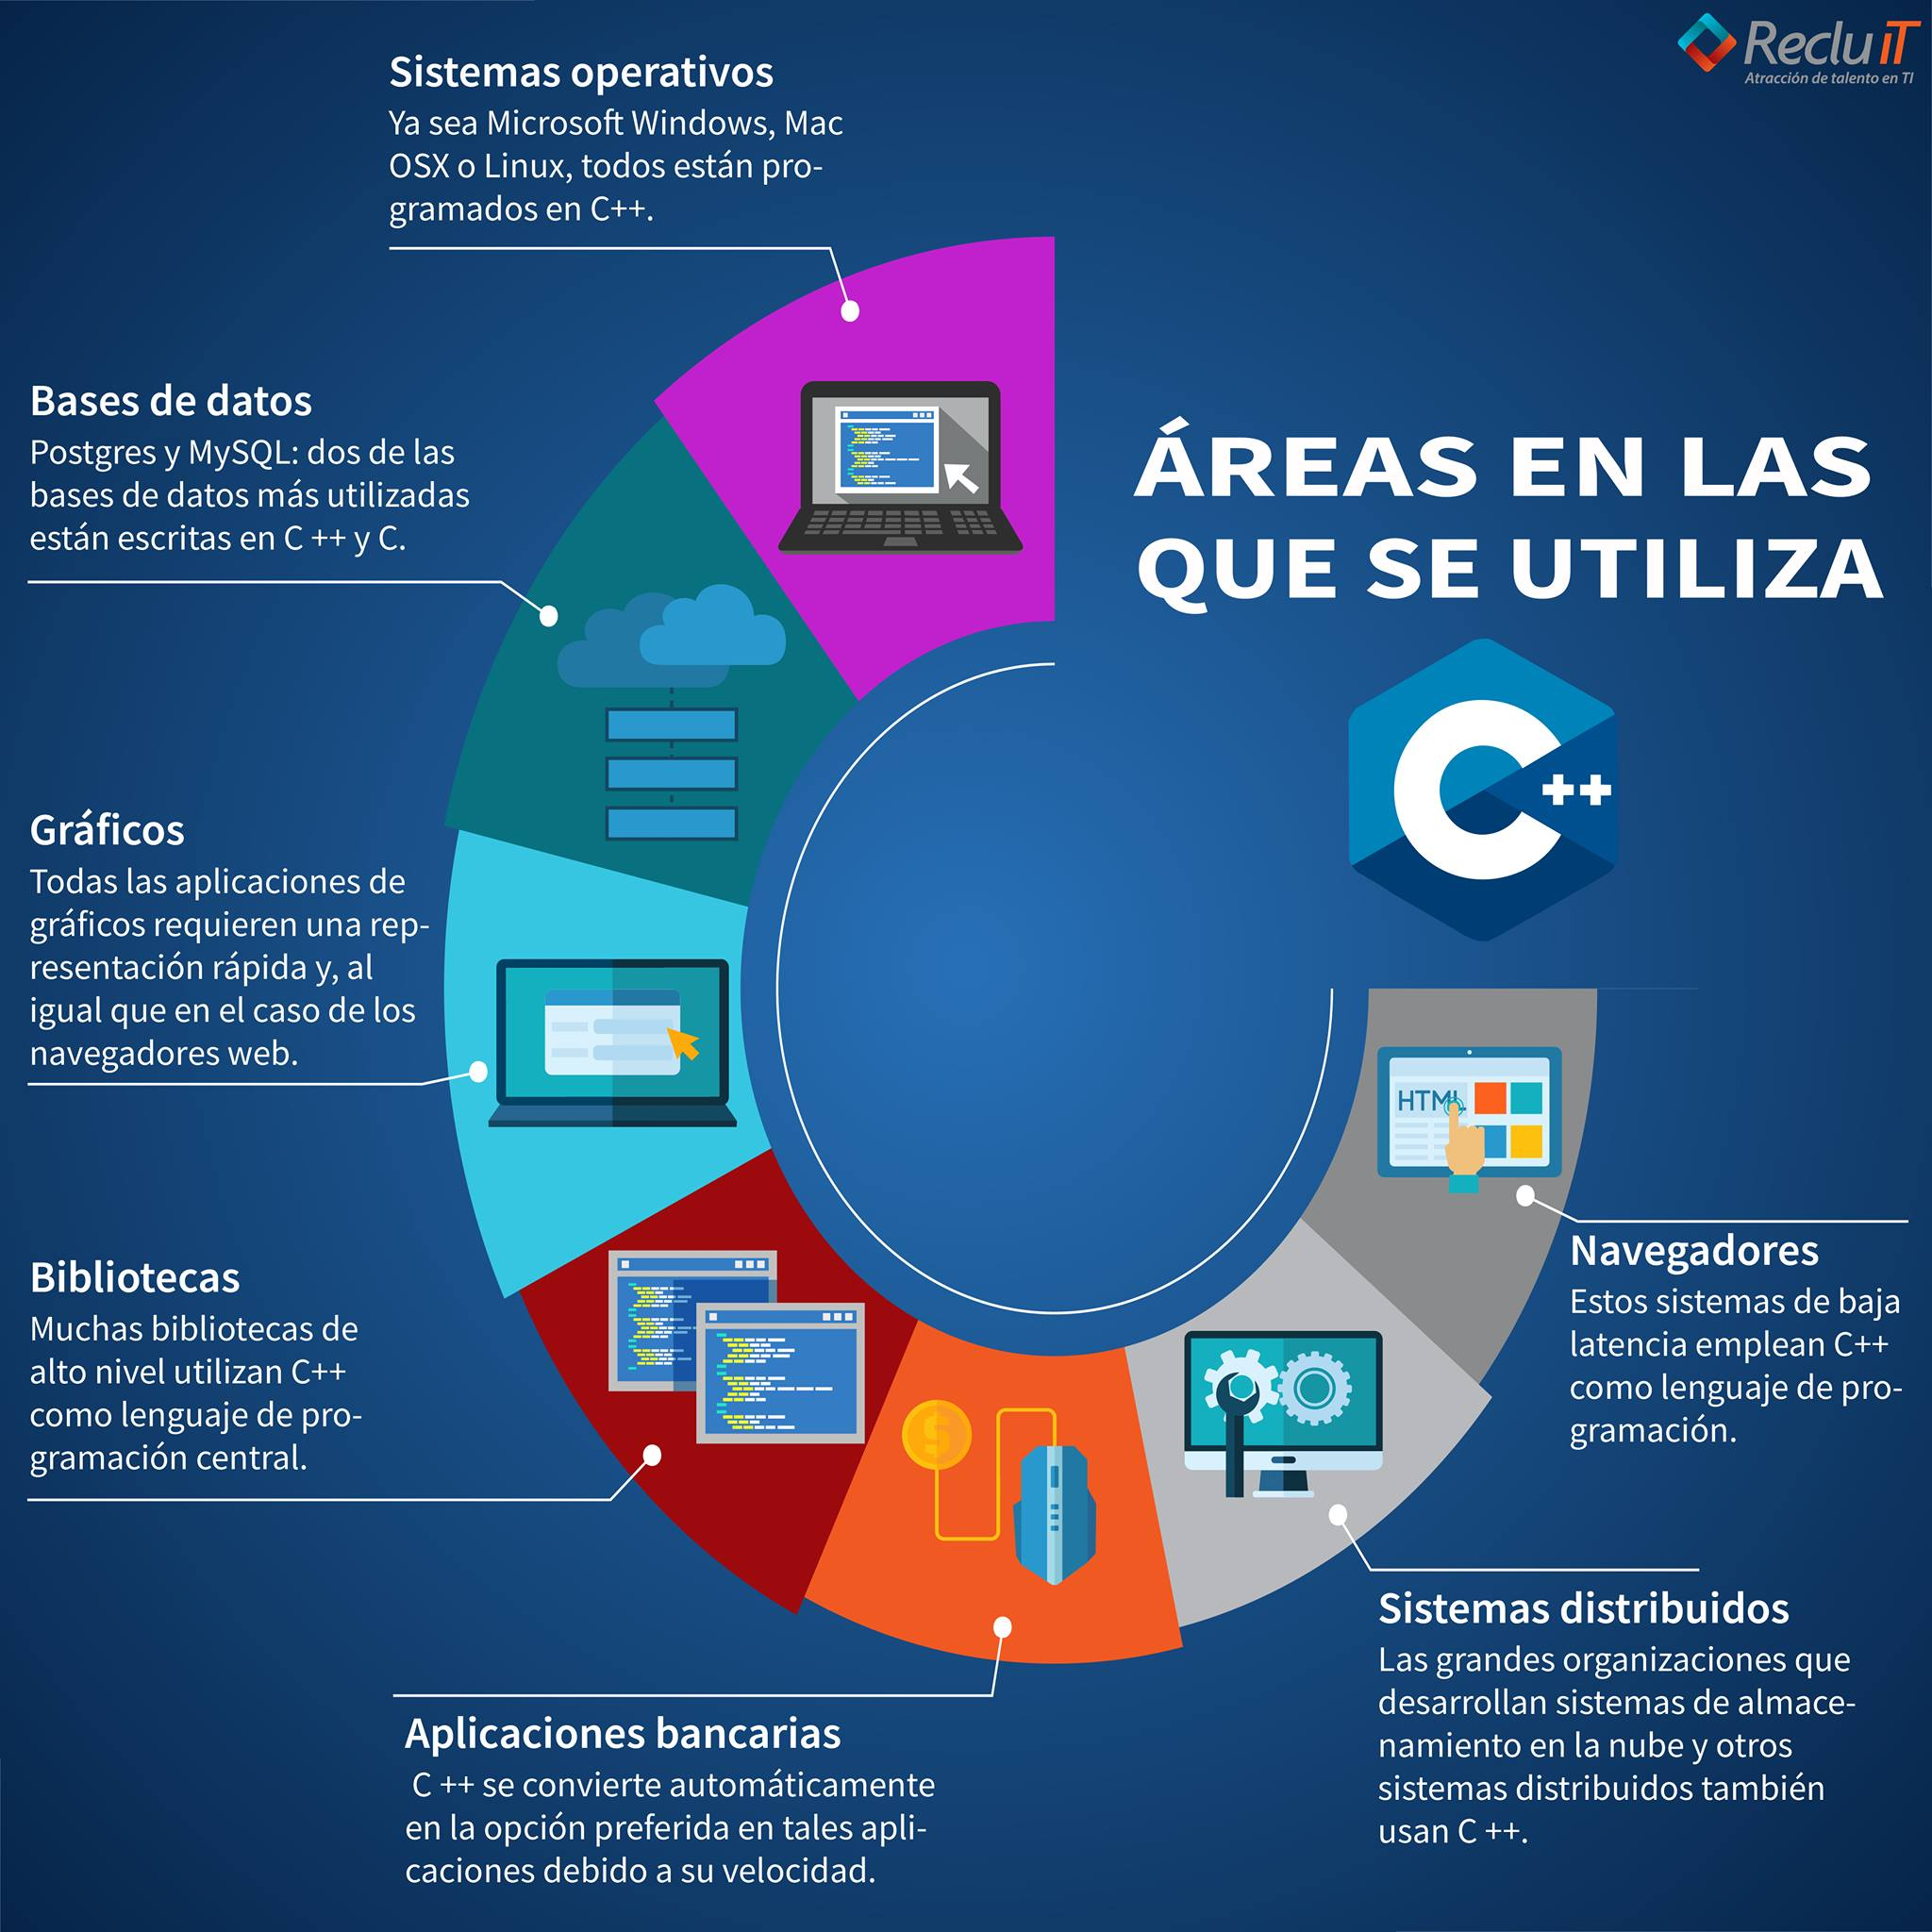 Reclu iT
Atracción de talento en TI
Sistemas operativos
Ya sea Microsoft Windows, Mac
OSX o Linux, todos están pro-
gramados en C++.
ÁREAS EN LAS
QUE SE UTILIZA
C++
Bases de datos
Postgres y MySQL: dos de las
bases de datos más utilizadas
están escritas en C ++ y C.
Gráficos
Todas las aplicaciones de
gráficos requieren una rep-
resentación rápida y, al
igual que en el caso de los
navegadores web.
Bibliotecas
Muchas bibliotecas de
alto nivel utilizan C++
como lenguaje de pro-
gramación central.
$
Aplicaciones bancarias
C ++ se convierte automáticamente
en la opción preferida en tales apli-
caciones debido a su velocidad.
Sistemas distribuidos
Las grandes organizaciones que
desarrollan sistemas de almace-
namiento en la nube y otros
sistemas distribuidos también
usan C ++.
HTML
Navegadores
Estos sistemas de baja
latencia emplean C++
como lenguaje de pro-
gramación.